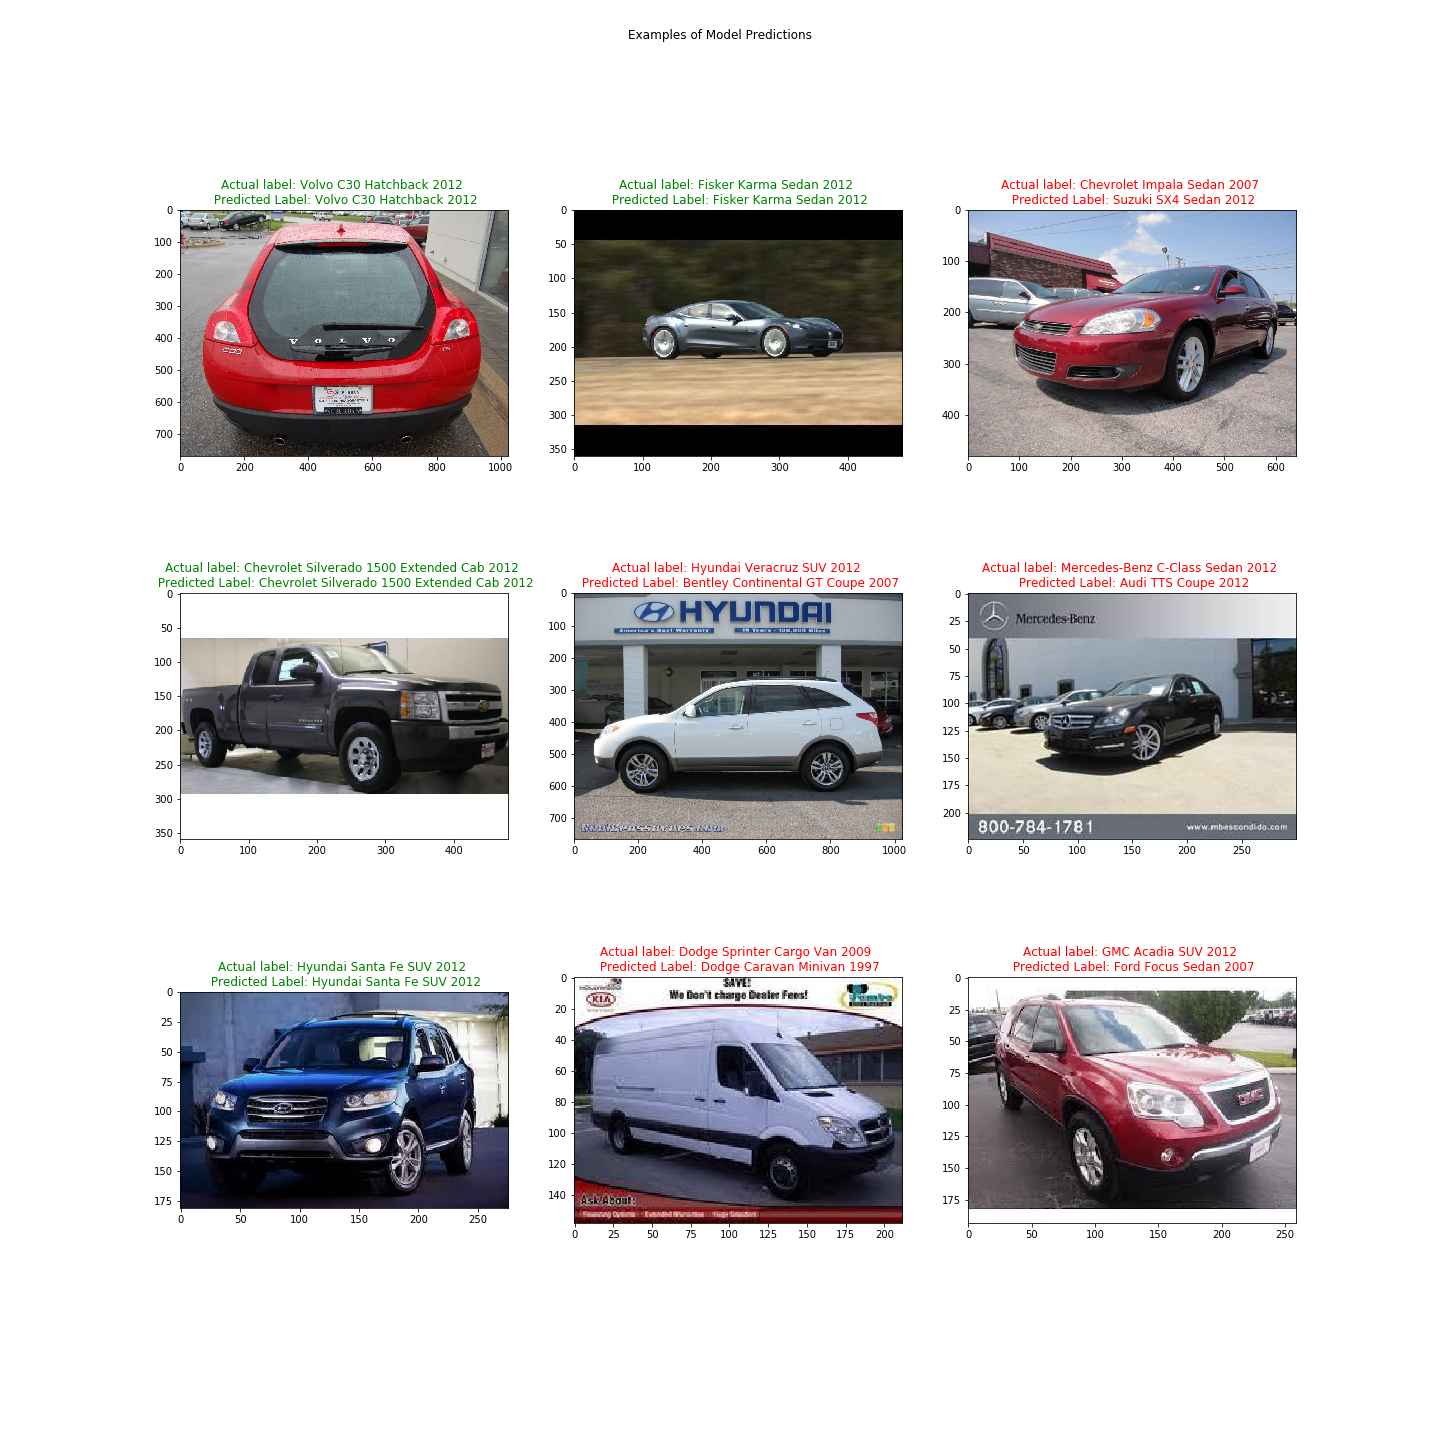 Examples of Model Predictions
Actual label: Volvo C30 Hatchback 2012
Predicted Label: Volvo C30 Hatchback 2012
0
100
200
300
400
500
600
700
0 200 400 600 800 1000
VOLVO
C30
Actual label: Fisker Karma Sedan 2012
Predicted Label: Fisker Karma Sedan 2012
0
50
100
150
200
250
300
350
0 100 200 300 400
Actual label: Chevrolet Impala Sedan 2007
Predicted Label: Suzuki SX4 Sedan 2012
0
100
200
300
400
0 100 200 300 400 500 600
Actual label: Chevrolet Silverado 1500 Extended Cab 2012
Predicted Label: Chevrolet Silverado 1500 Extended Cab 2012
0
50
100
150
200
250
300
350
0 100 200 300 400
Actual label: Hyundai Veracruz SUV 2012
Predicted Label: Bentley Continental GT Coupe 2007
0
100
200
300
400
500
600
700
0 200 400 600 800 1000
HYUNDAI
America's Best Warranty 10 Years - 100,000 Miles
Actual label: Mercedes-Benz C-Class Sedan 2012
Predicted Label: Audi TTS Coupe 2012
0
25
50
75
100
125
150
175
200
0 50 100 150 200 250
Mercedes-Benz
800-784-1781 www.mbescondido.com
Actual label: Hyundai Santa Fe SUV 2012
Predicted Label: Hyundai Santa Fe SUV 2012
0
25
50
75
100
125
150
175
0 50 100 150 200 250
Actual label: Dodge Sprinter Cargo Van 2009
Predicted Label: Dodge Caravan Minivan 1997
0
20
40
60
80
100
120
140
0 25 50 75 100 125 150 175 200
HOLLYWOOD
KIA
SAVE!
We Don't charge Dealer Fees!
Ask About:
Financing Options Extended Warranties Huge Selection
Actual label: GMC Acadia SUV 2012
Predicted Label: Ford Focus Sedan 2007
0
25
50
75
100
125
150
175
0 50 100 150 200 250
GMC